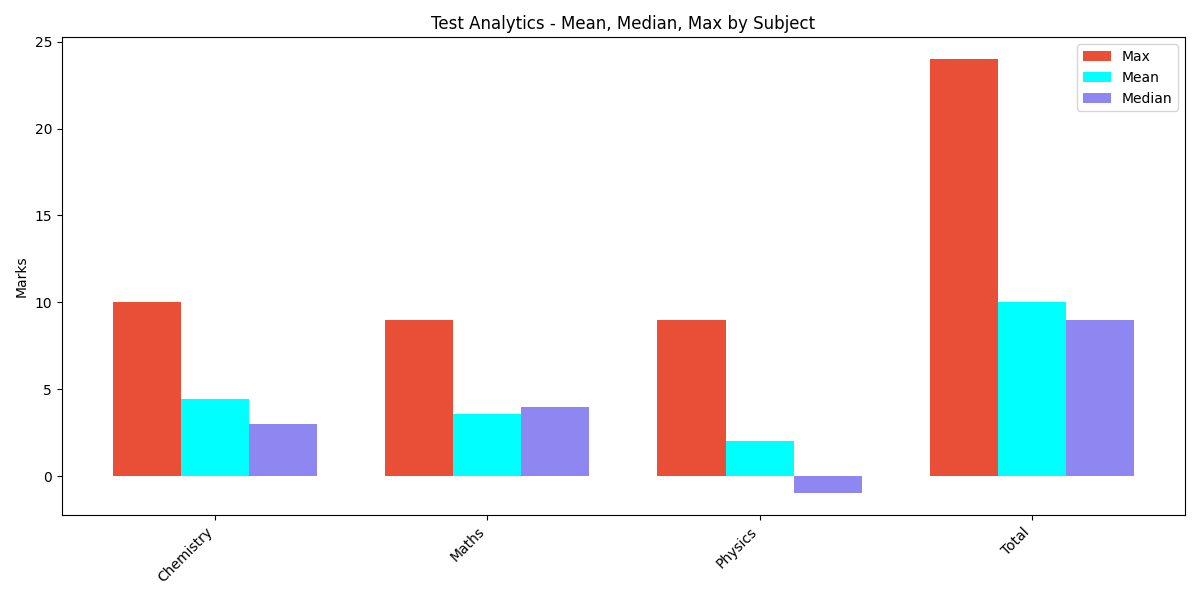 Test Analytics - Mean, Median, Max by Subject
Max
Mean
Median
Marks
25
20
15
10
5
0
Chemistry
Maths
Physics
Total